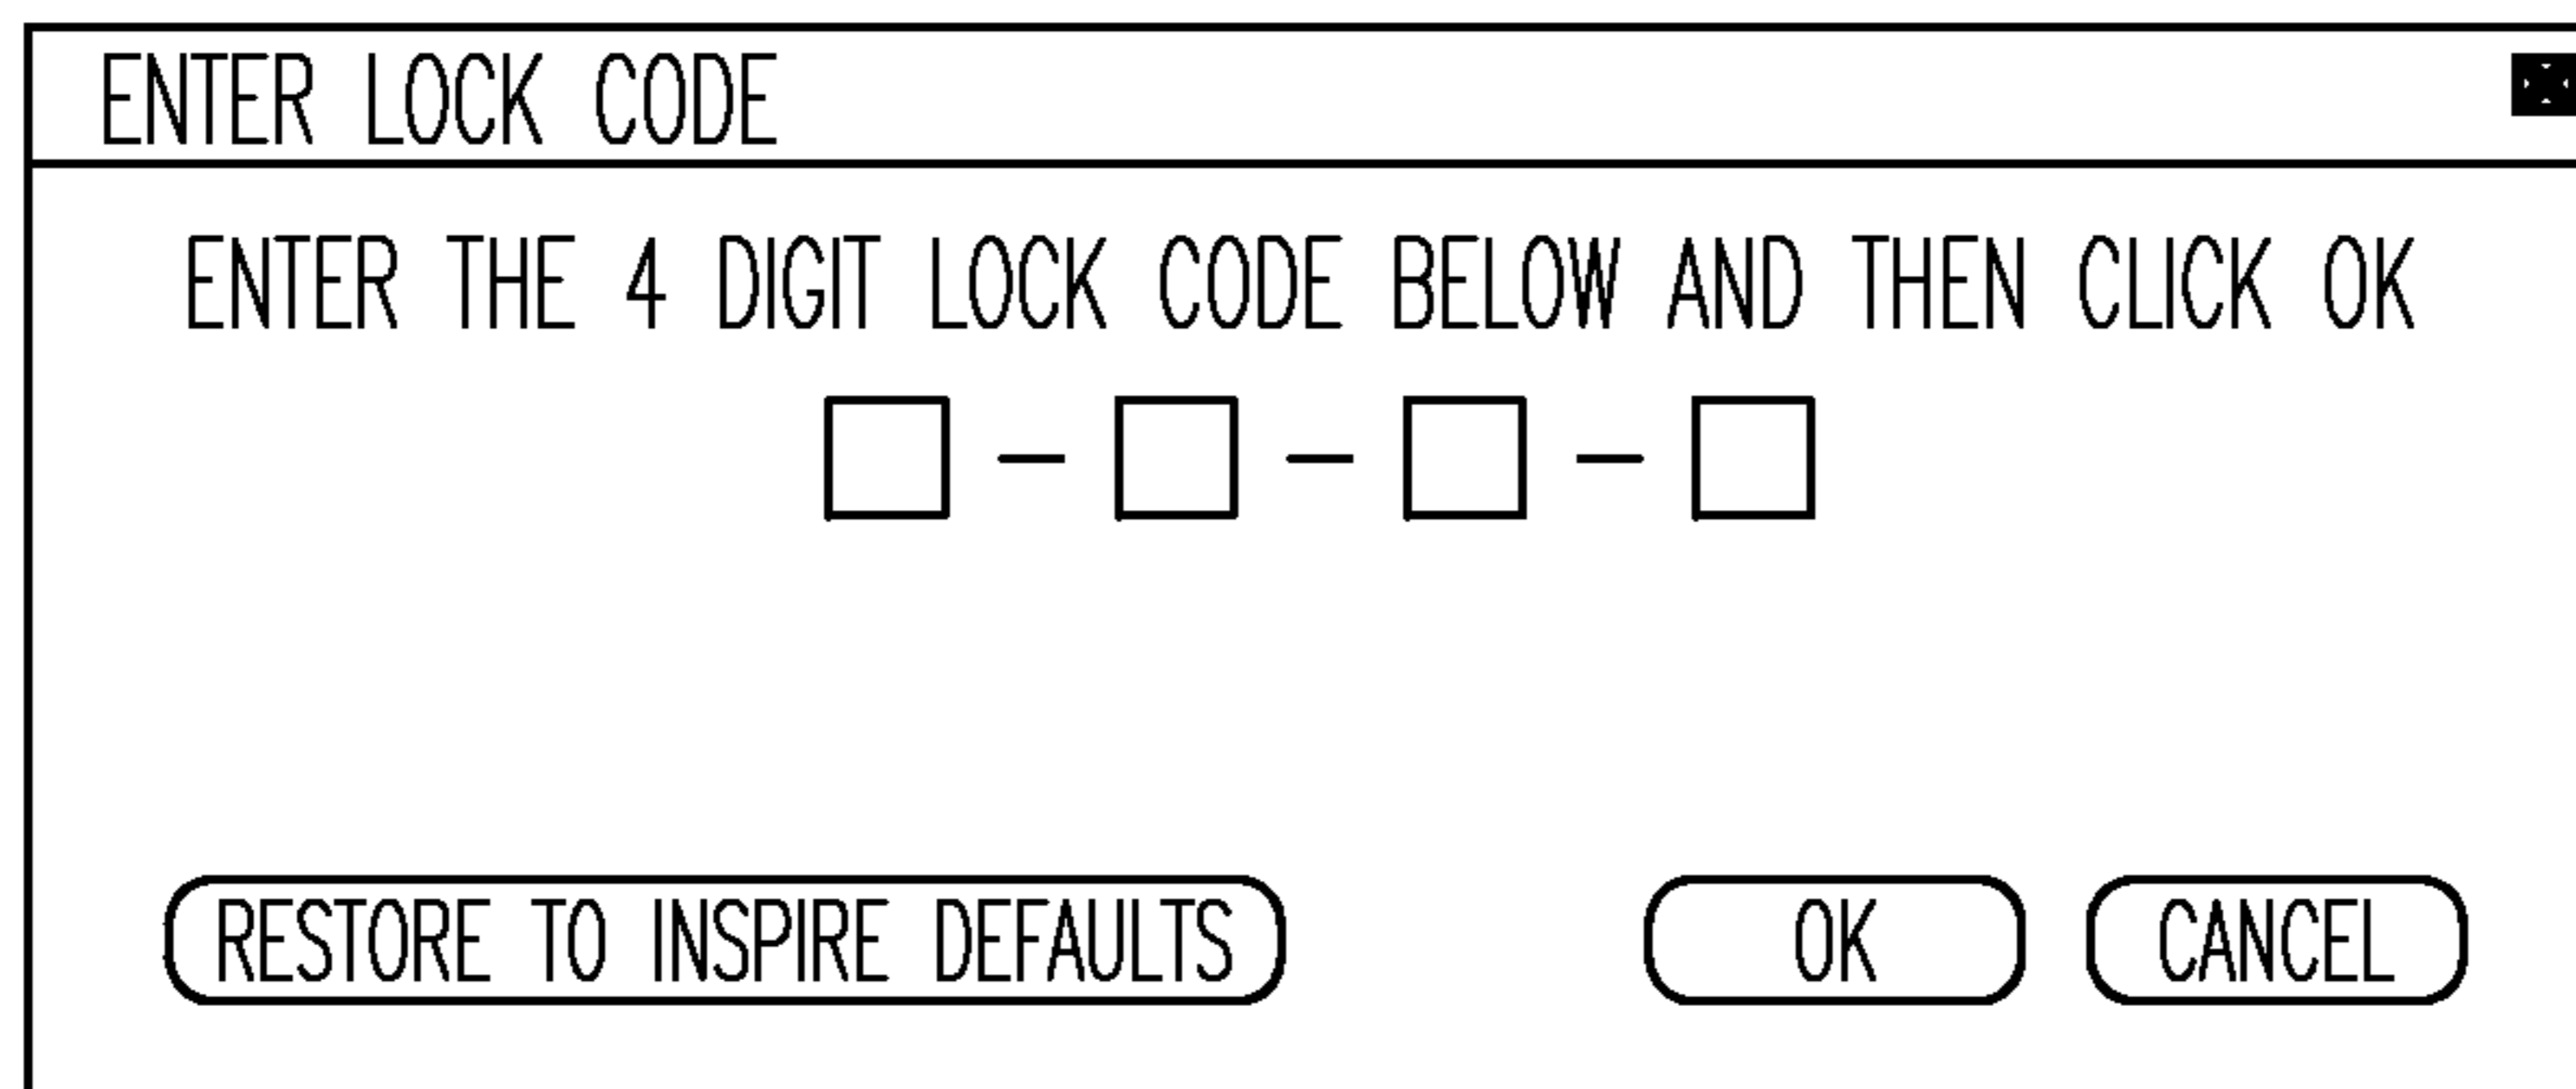 ENTER LOCK CODE
ENTER THE 4 DIGIT LOCK CODE BELOW AND THEN CLICK OK
RESTORE TO INSPIRE DEFAULTS OK CANCEL